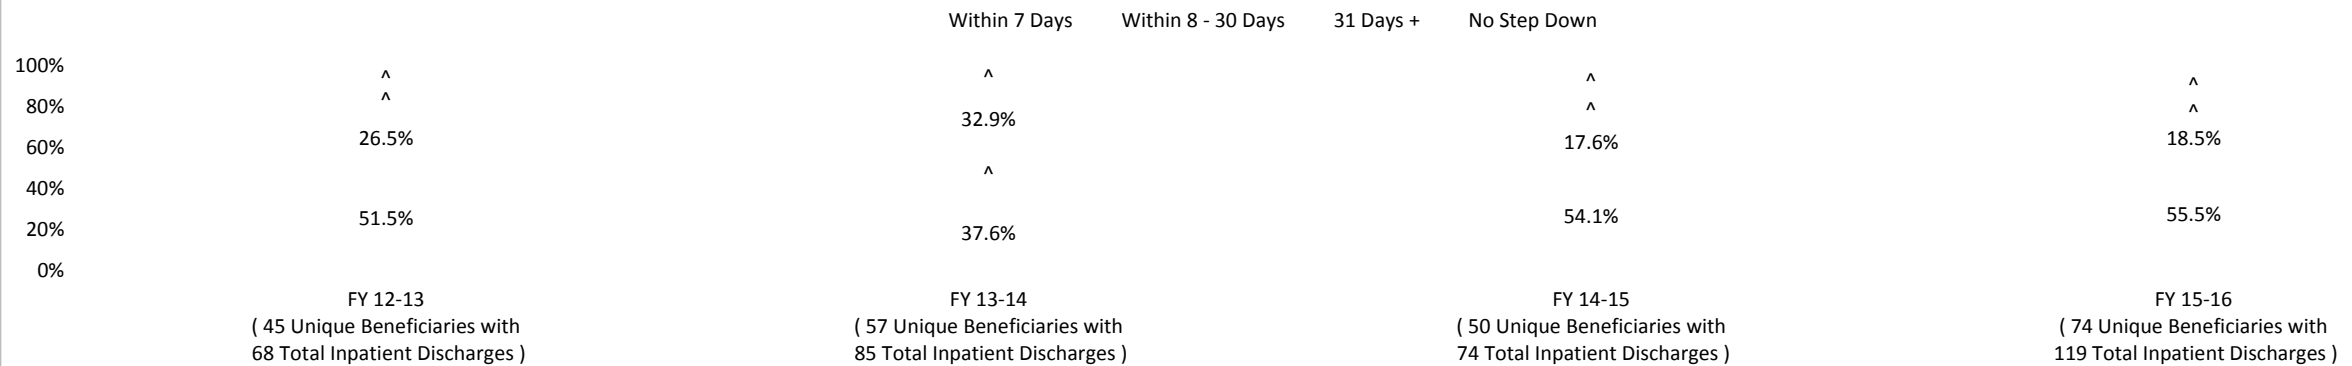 Within 7 Days Within 8 - 30 Days 31 Days + No Step Down
100%
80%
60%
40%
20%
0%
^
^
26.5%
51.5%
^
32.9%
^
37.6%
^
^
17.6%
54.1%
^
^
18.5%
55.5%
FY 12-13
( 45 Unique Beneficiaries with
68 Total Inpatient Discharges )
FY 13-14
( 57 Unique Beneficiaries with
85 Total Inpatient Discharges )
FY 14-15
( 50 Unique Beneficiaries with
74 Total Inpatient Discharges )
FY 15-16
( 74 Unique Beneficiaries with
119 Total Inpatient Discharges )